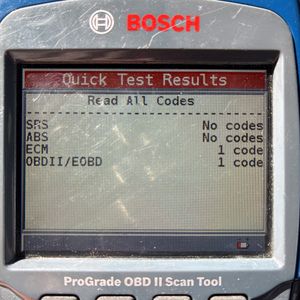 BOSCH
Quick Test Results
Read All Codes
SRS No codes
ABS No codes
ECM 1 code
OBDII/EOBD 1 code
ProGrade OBD II Scan Tool